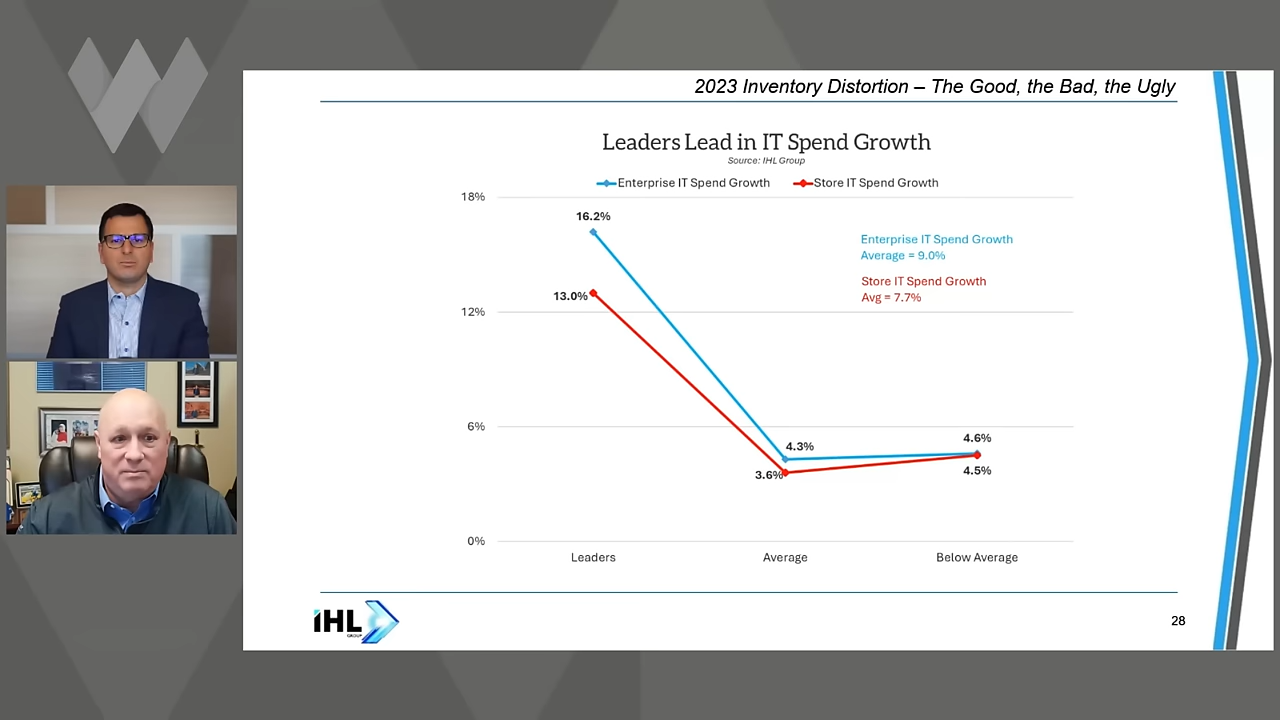 2023 Inventory Distortion – The Good, the Bad, the Ugly
Leaders Lead in IT Spend Growth
Source: IHL Group
Enterprise IT Spend Growth
Store IT Spend Growth
18%
16.2%
Enterprise IT Spend Growth
Average = 9.0%
Store IT Spend Growth
Avg = 7.7%
13.0%
12%
6%
4.3%
4.6%
3.6%
4.5%
0%
Leaders
Average
Below Average
IHL
GROUP
28